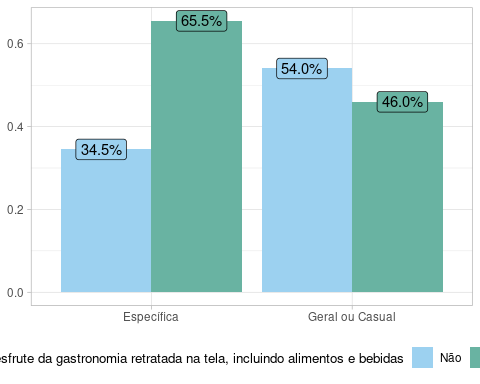 65.5%
0.6
54.0%
46.0%
0.4
34.5%
0.2
0.0
Específica
Geral ou Casual
da gastronomia retratada na tela, incluindo alimentos e bebidas Não